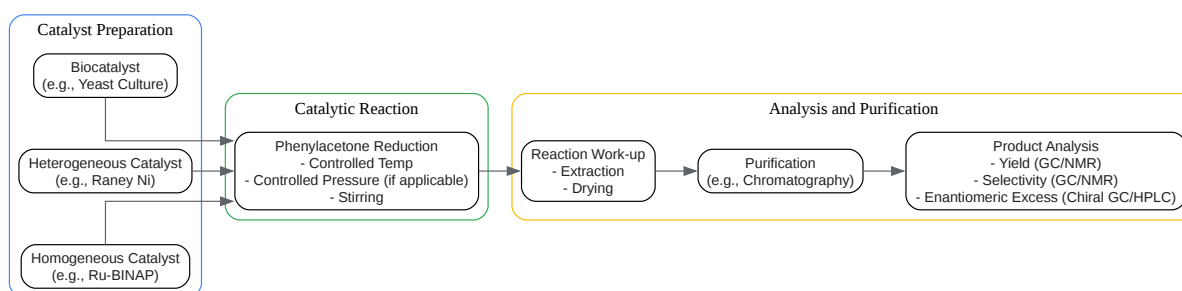 Catalyst Preparation
Biocatalyst
(e.g., Yeast Culture)
Heterogeneous Catalyst
(e.g., Raney Ni)
Homogeneous Catalyst
(e.g., Ru-BINAP)
Catalytic Reaction
Phenylacetone Reduction
- Controlled Temp
- Controlled Pressure (if applicable)
- Stirring
Analysis and Purification
Reaction Work-up
- Extraction
- Drying
Purification
(e.g., Chromatography)
Product Analysis
- Yield (GC/NMR)
- Selectivity (GC/NMR)
- Enantiomeric Excess (Chiral GC/HPLC)